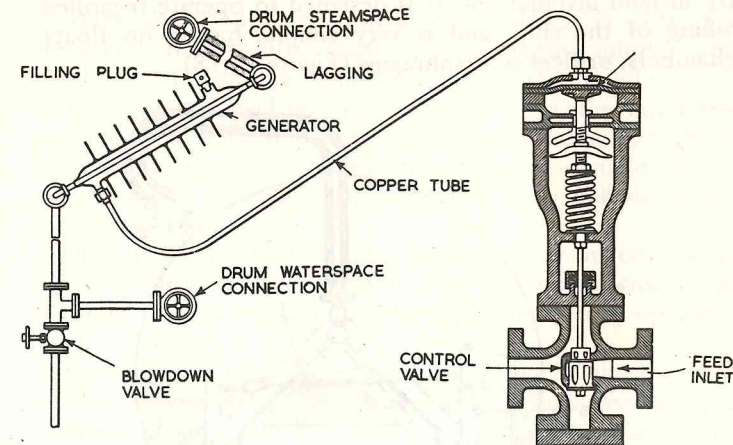 DRUM STEAMSPACE
CONNECTION
FILLING PLUG
LAGGING
GENERATOR
COPPER TUBE
DRUM WATERSPACE
CONNECTION
BLOWDOWN
VALVE
CONTROL
VALVE
FEED
INLET